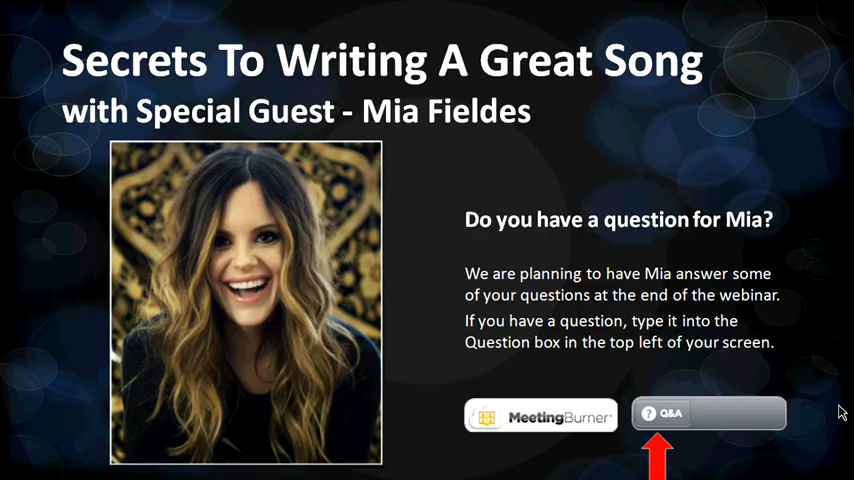 Secrets To Writing A Great Song
with Special Guest - Mia Fieldes
Do you have a question for Mia?
We are planning to have Mia answer some
of your questions at the end of the webinar.
If you have a question, type it into the
Question box in the top left of your screen.
MeetingBurner
? Q&A